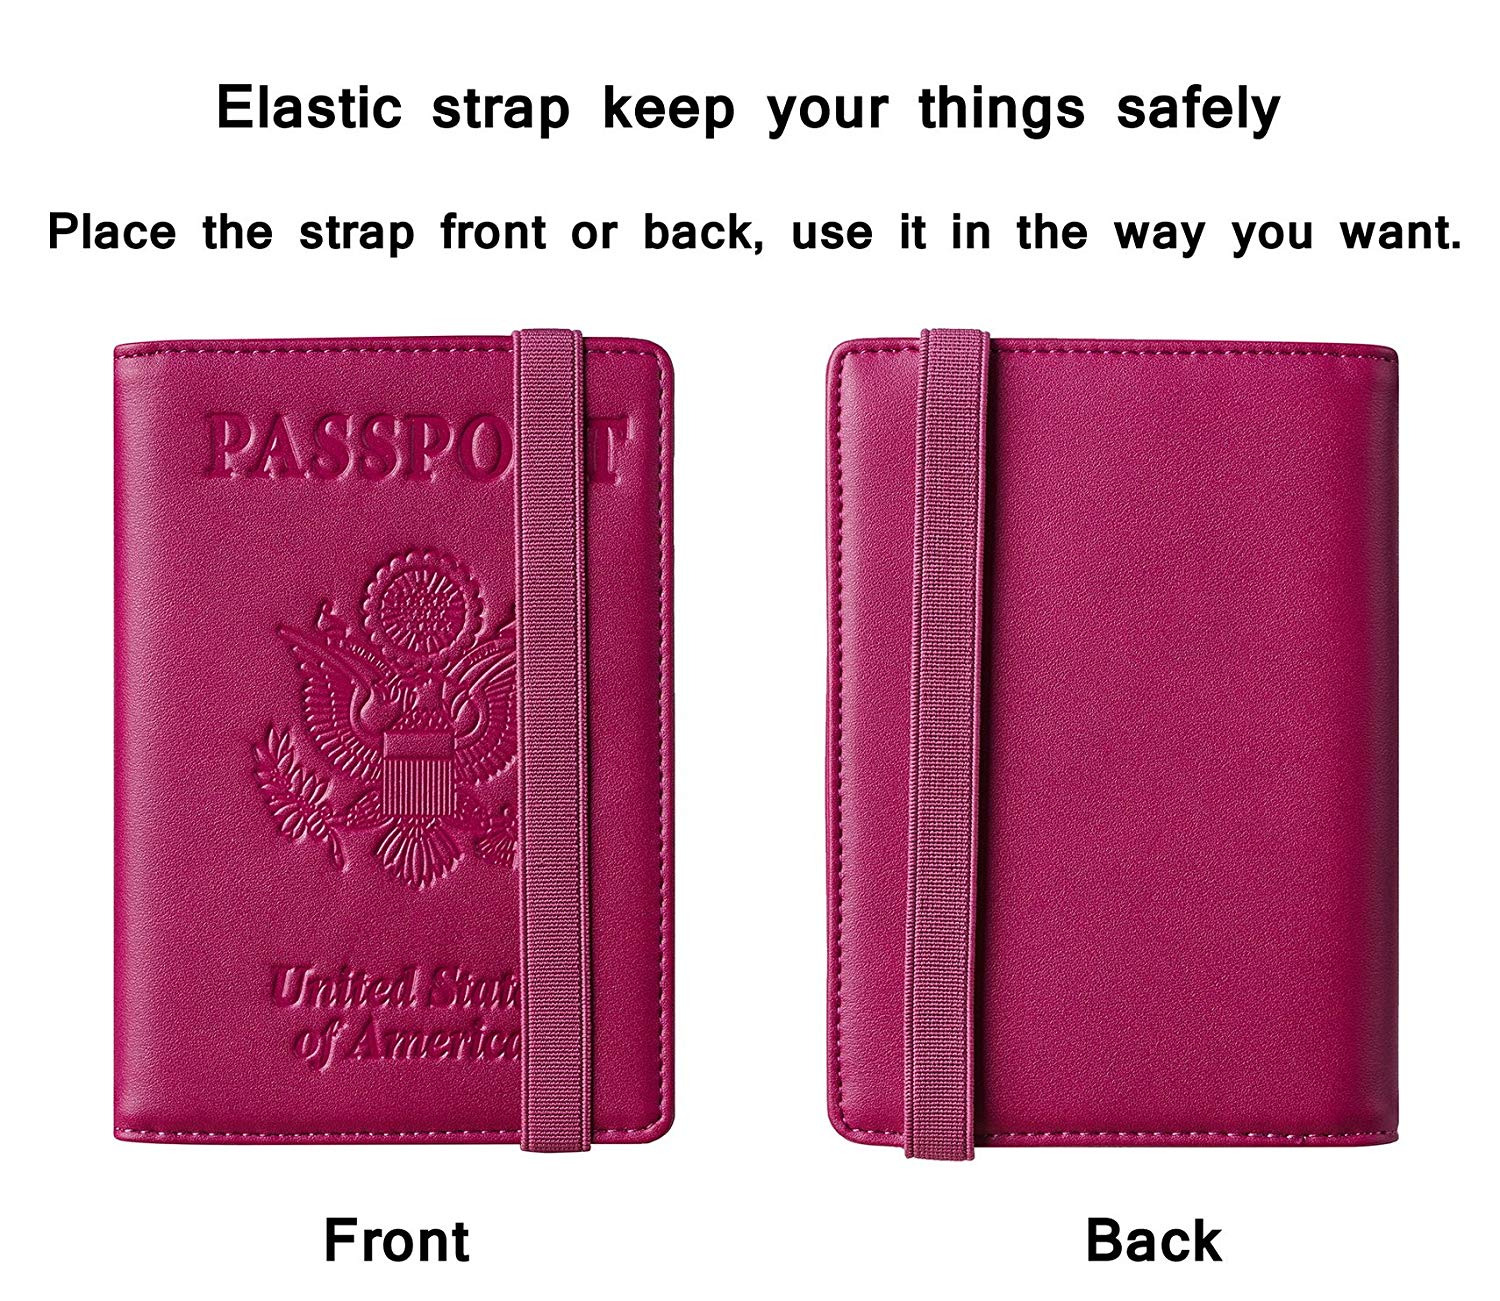 Elastic strap keep your things safely
Place the strap front or back, use it in the way you want.
PASSPO T
United Stat
of America
Front
Back